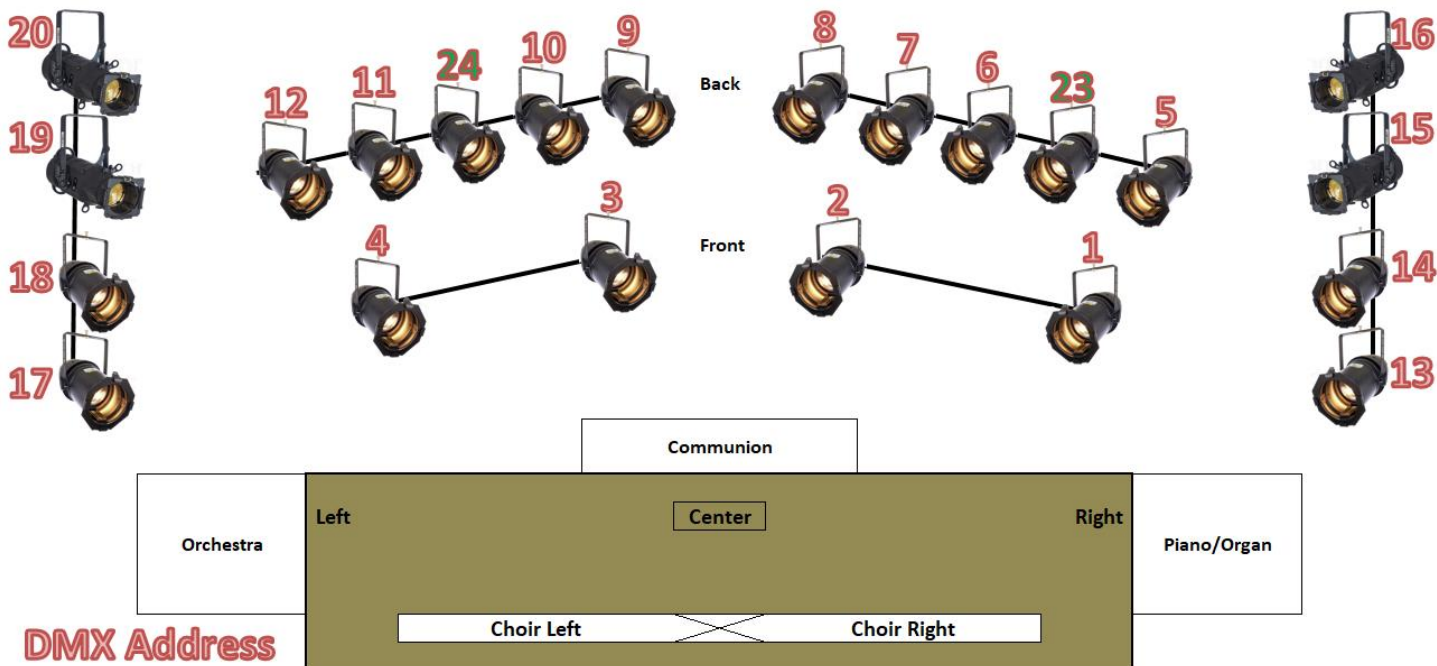 20
12
11
24
10
9
Back
8
7
6
23
5
16
19
15
18
4
3
Front
2
1
14
17
13
Communion
Left
Center
Right
Orchestra
Piano/Organ
Choir Left
Choir Right
DMX Address